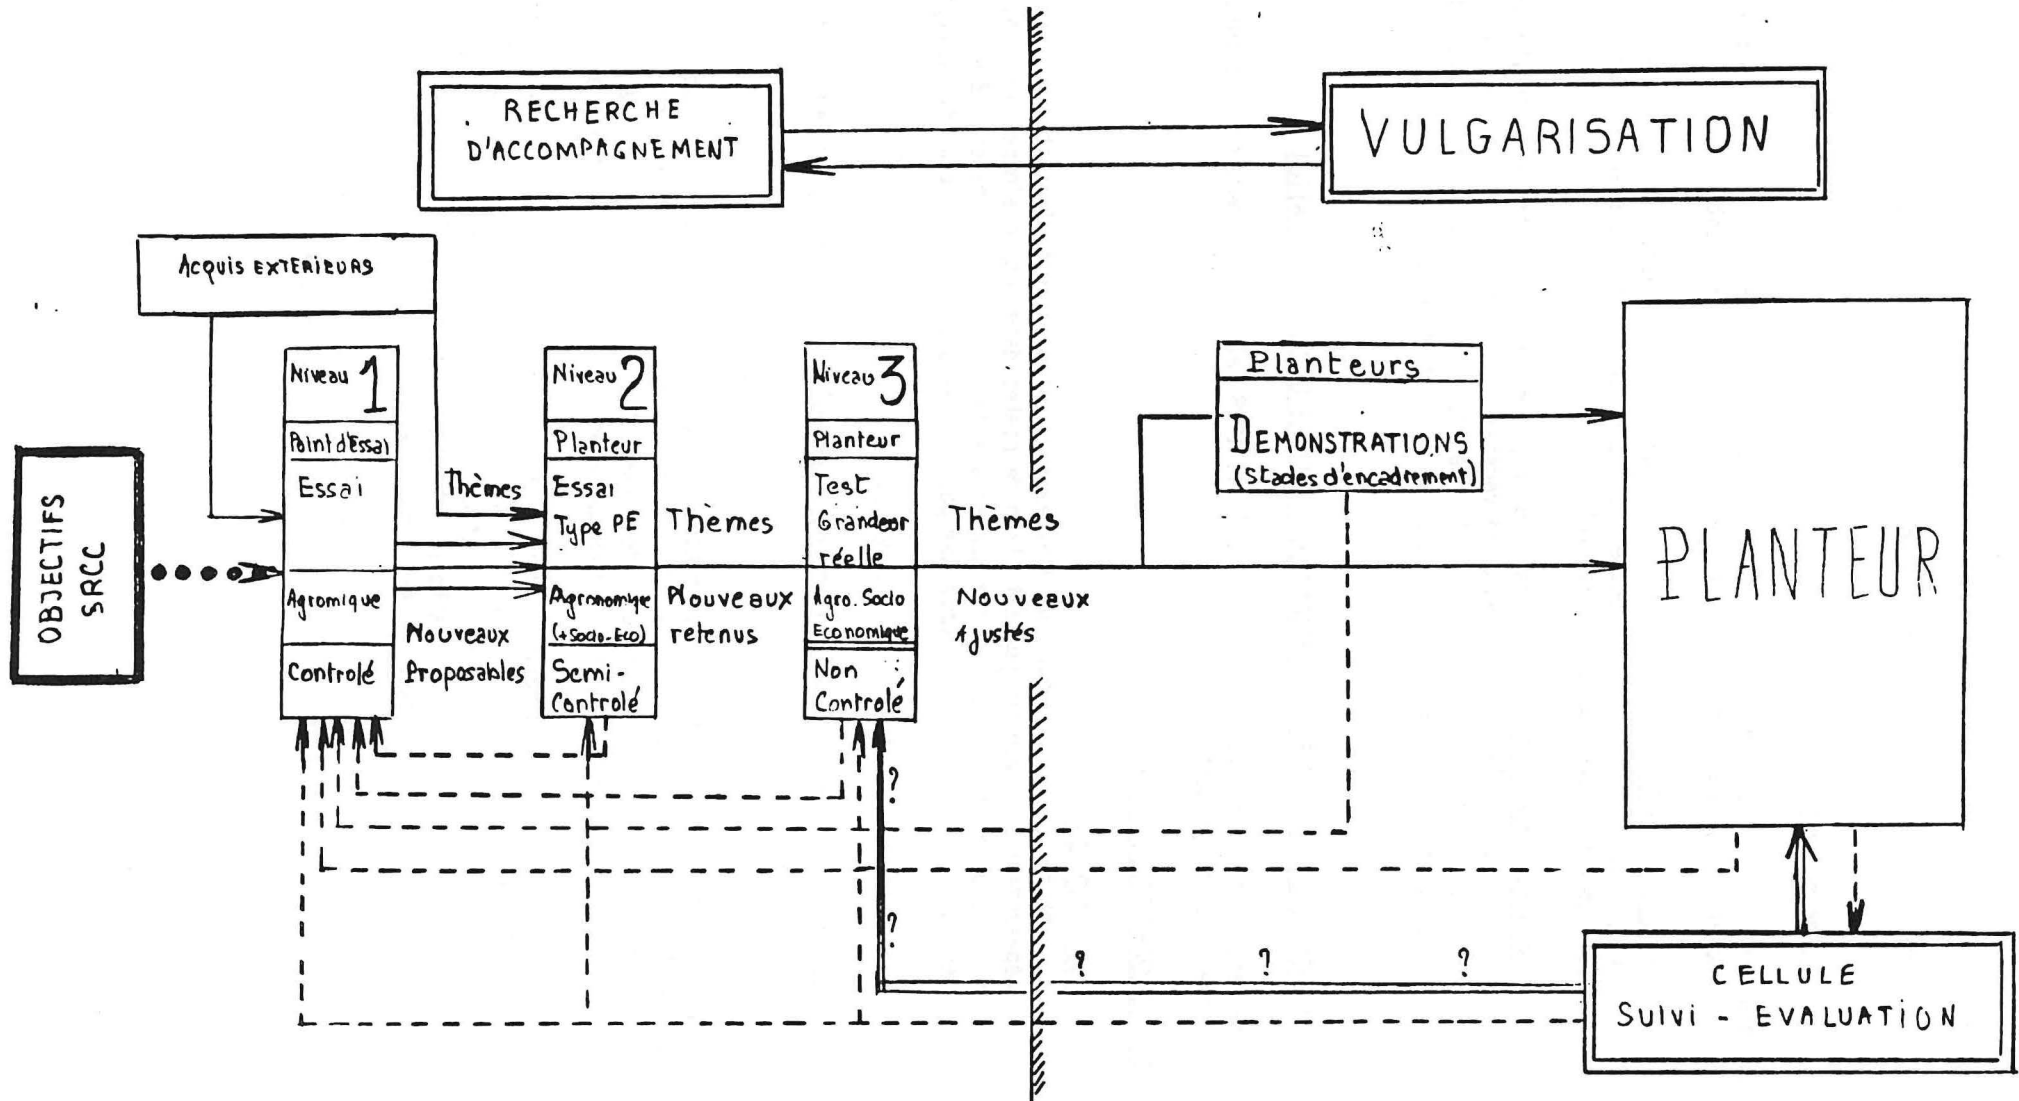 RECHERCHE
D'ACCOMPAGNEMENT
VULGARISATION
Acquis EXTERIEURS
OBJECTIFS
SRCC
Niveau 1
Point d'Essai
Essai
Agromique
Controlé
Thèmes
Nouveaux
Proposables
Niveau 2
Planteur
Essai
Type PE
Agronomique
(+Socio-Eco)
Semi-
Controlé
Thèmes
Nouveaux
retenus
Niveau 3
Planteur
Test
Grandeur
réelle
Agro. Socio
Economique
Non
Controlé
Thèmes
Nouveaux
Ajustés
Planteurs
DEMONSTRATIONS
(Stades d'encadrement)
PLANTEUR
?
?
? ? ?
CELLULE
SUIVI - EVALUATION